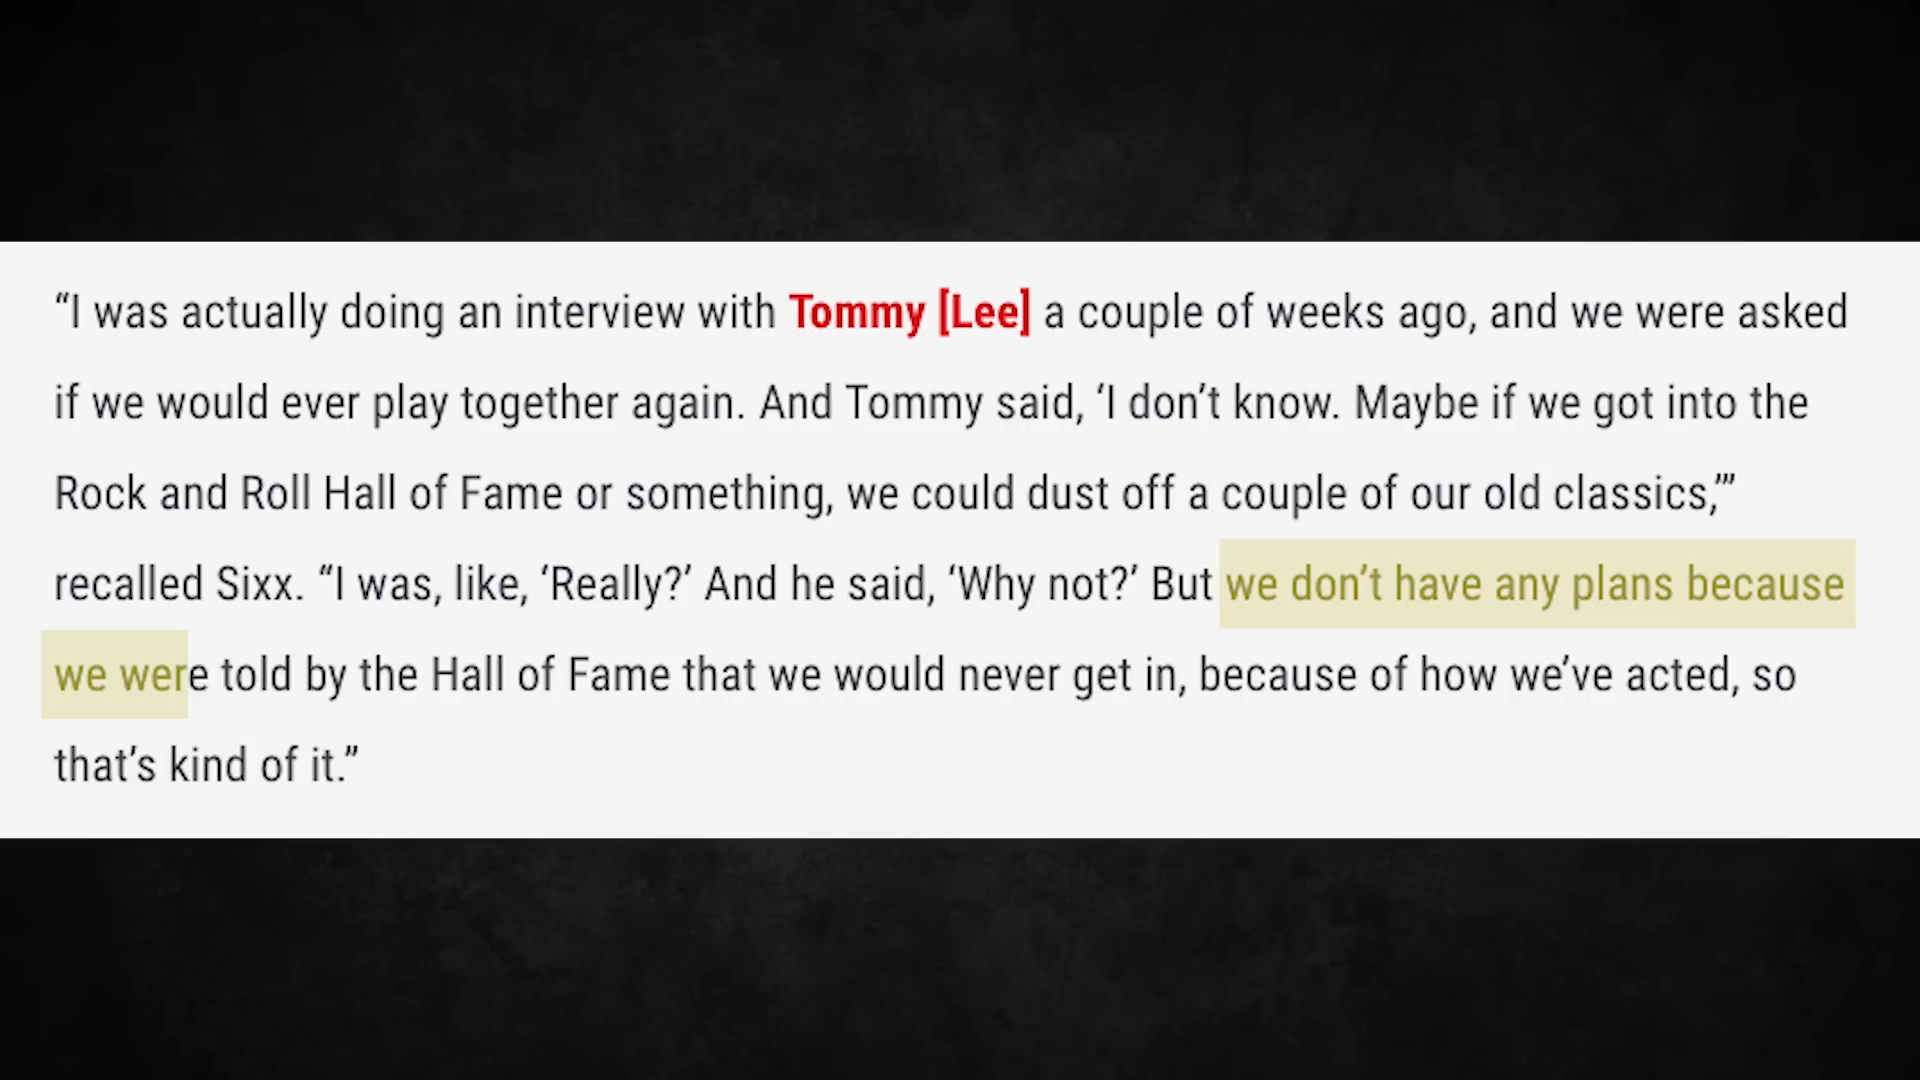 “I was actually doing an interview with Tommy [Lee] a couple of weeks ago, and we were asked
if we would ever play together again. And Tommy said, ‘I don’t know. Maybe if we got into the
Rock and Roll Hall of Fame or something, we could dust off a couple of our old classics,’”
recalled Sixx. “I was, like, ‘Really?’ And he said, ‘Why not?’ But we don’t have any plans because
we were told by the Hall of Fame that we would never get in, because of how we’ve acted, so
that’s kind of it.”